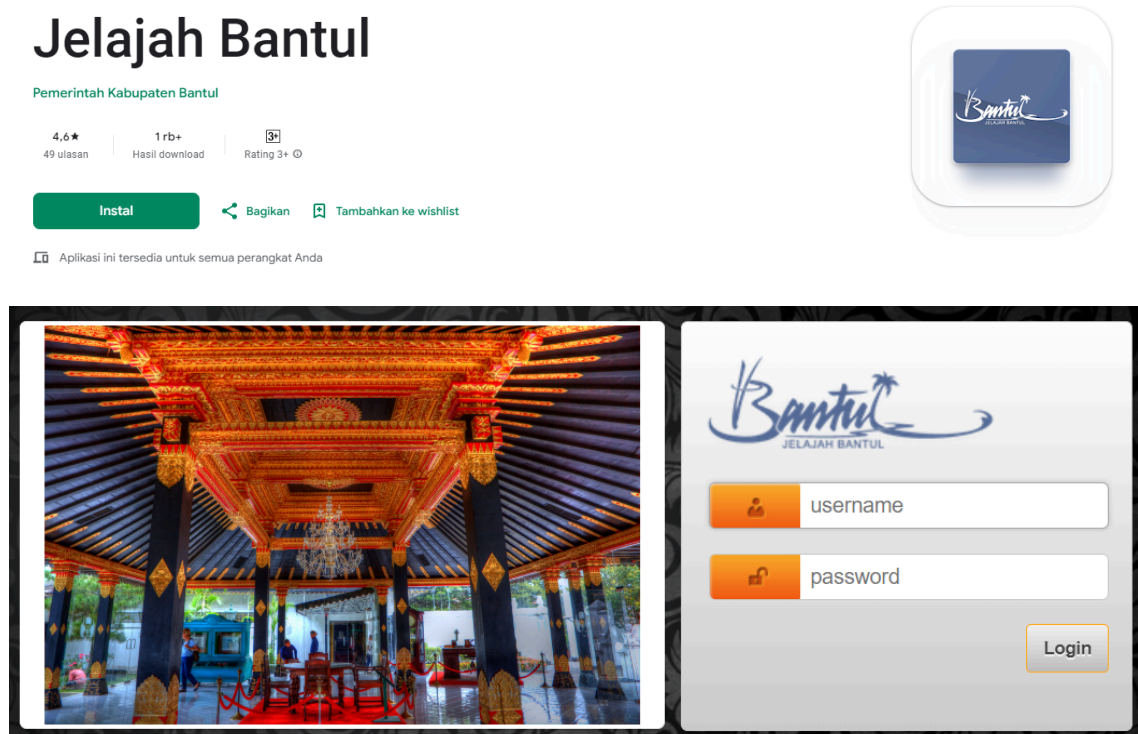 Jelajah Bantul
Pemerintah Kabupaten Bantul
4,6★ 1 rb+ 3+
49 ulasan Hasil download Rating 3+
Instal Bagikan Tambahkan ke wishlist
Aplikasi ini tersedia untuk semua perangkat Anda
Bantul
JELAJAH BANTUL
Bantul
JELAJAH BANTUL
username
password
Login